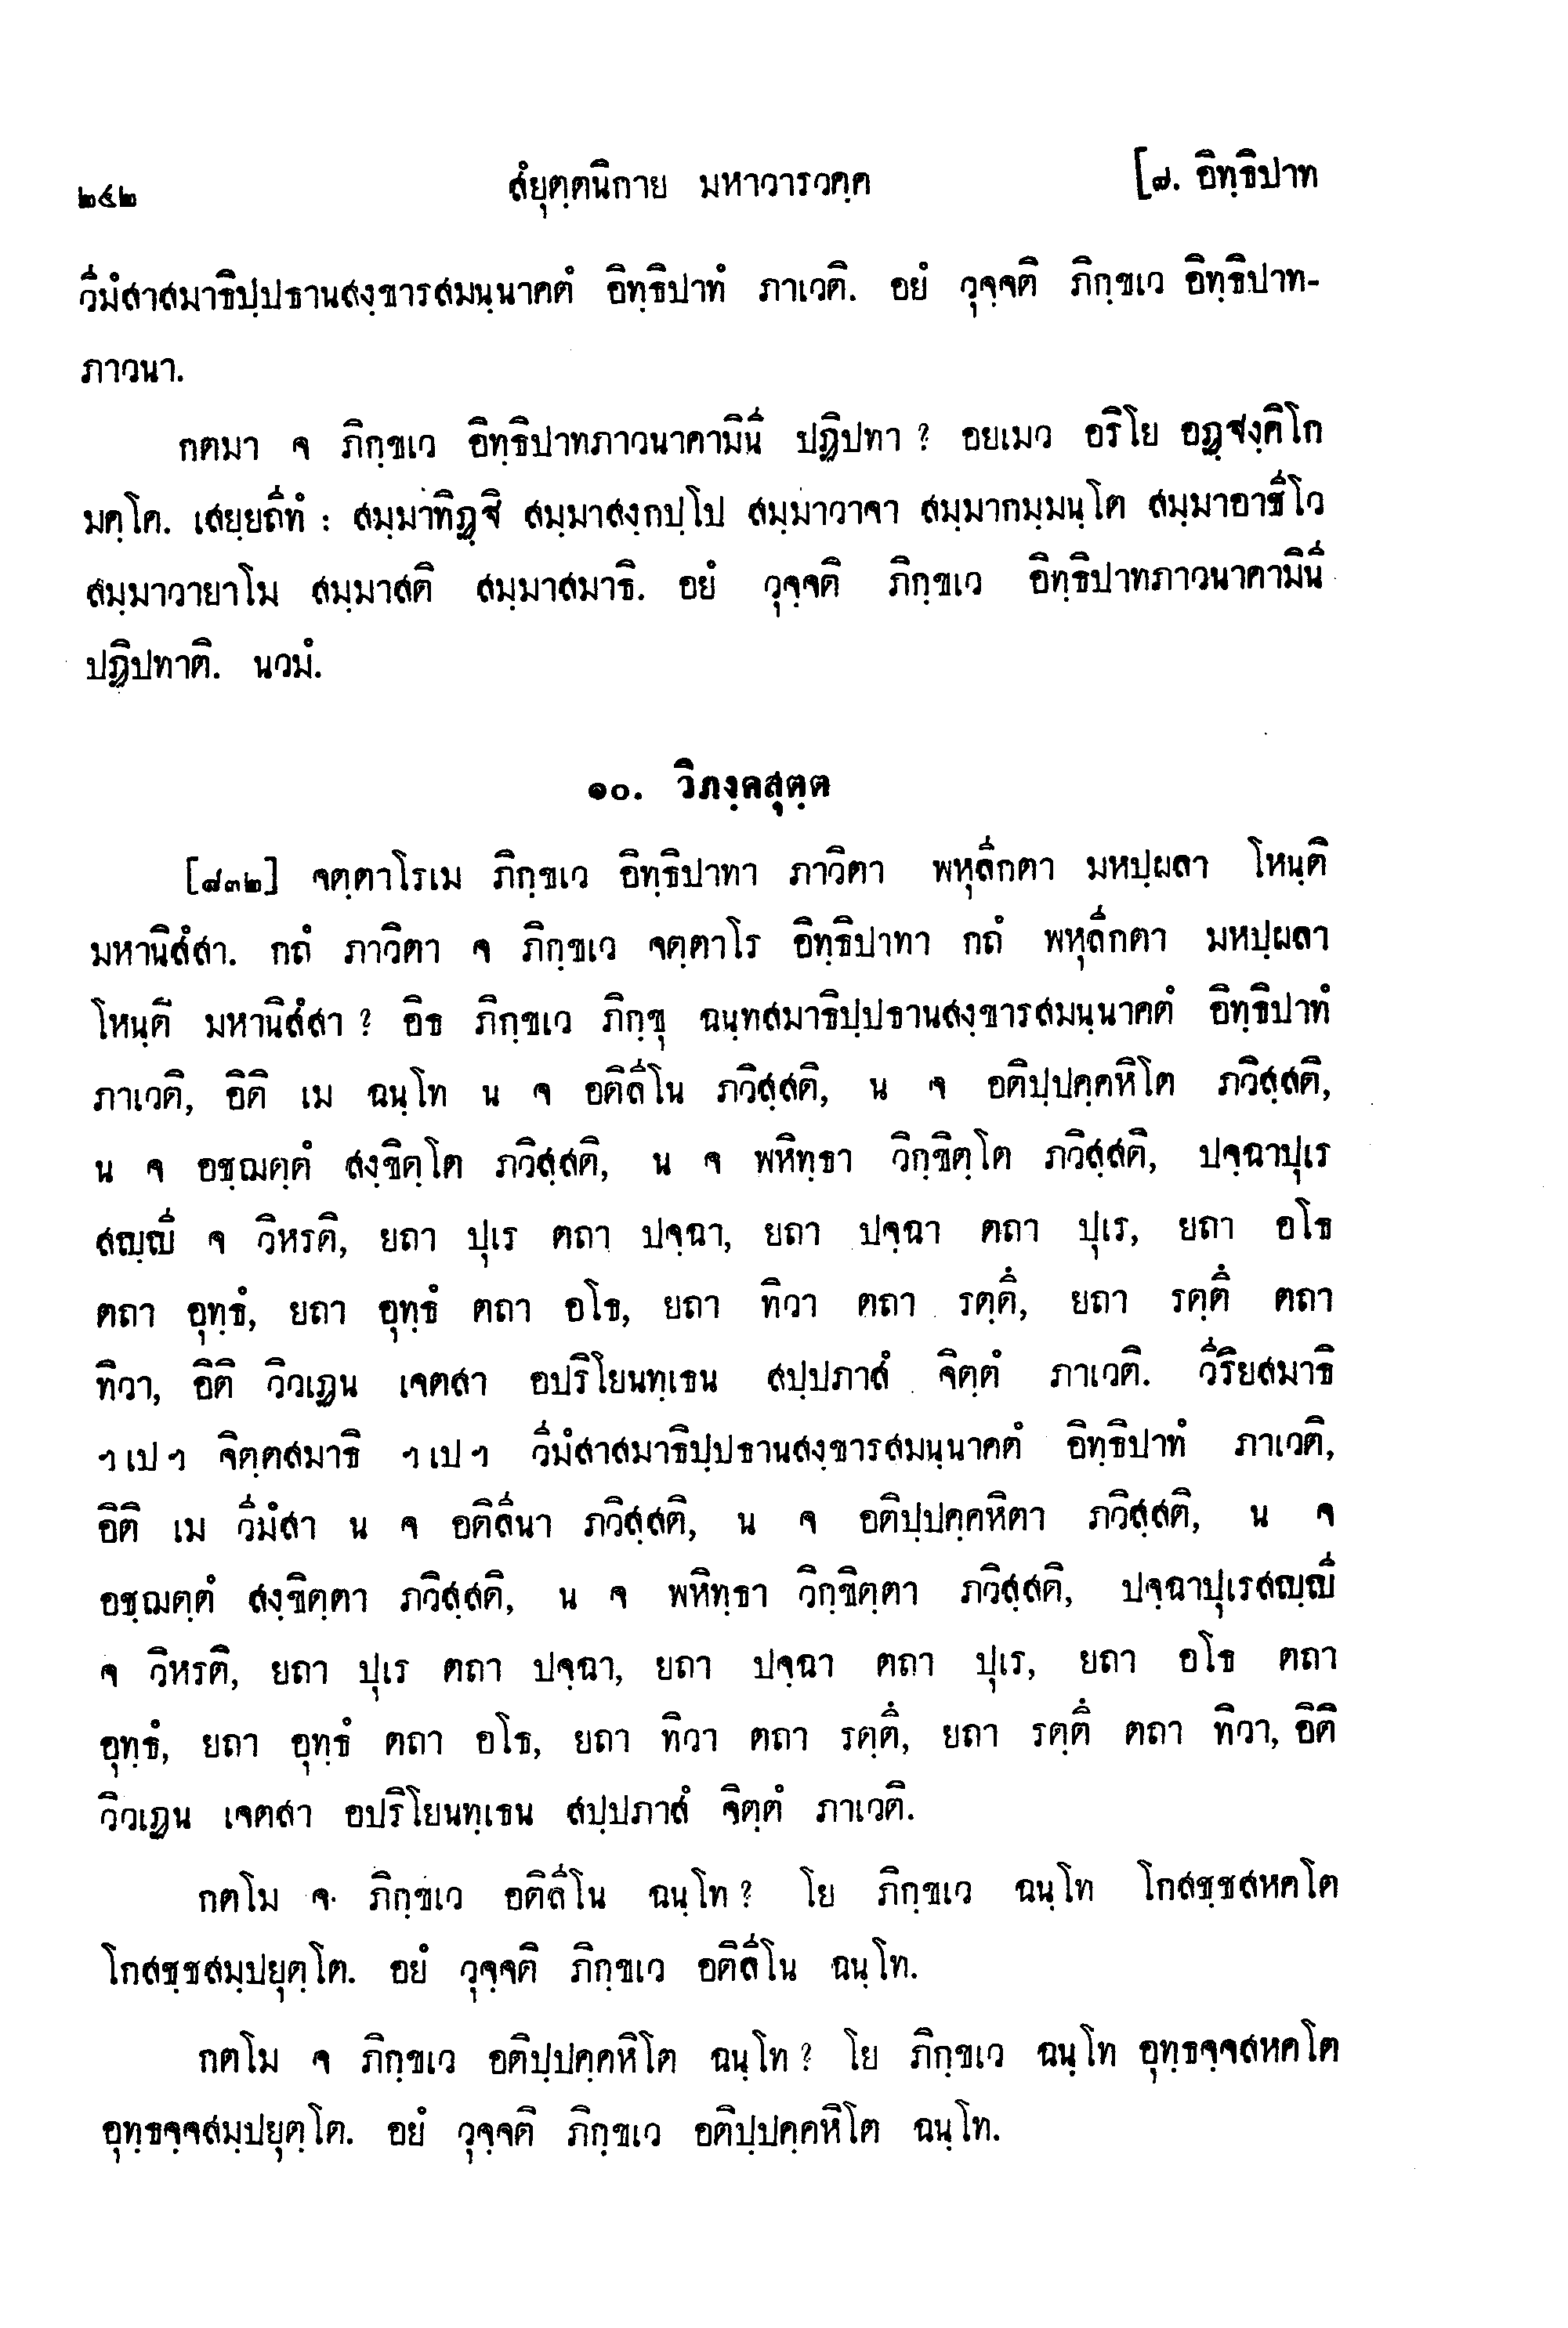 ๒๕๒ สํยุตฺตนิกาย มหาวารวคฺค [๗. อิทฺธิปาท
วีมํสาสมาธิปฺปธานสงฺขารสมนฺนาคตํ อิทฺธิปาทํ ภาเวติ. อยํ วุจฺจติ ภิกฺขเว อิทฺธิปาท-
ภาวนา.
กตมา จ ภิกฺขเว อิทฺธิปาทภาวนาคามินี ปฏิปทา ? อยเมว อริโย อฏฺฐงฺคิโก
มคฺโค. เสยฺยถีทํ : สมฺมาทิฏฺฐิ สมฺมาสงฺกปฺโป สมฺมาวาจา สมฺมากมฺมนฺโต สมฺมาอาชีโว
สมฺมาวายาโม สมฺมาสติ สมฺมาสมาธิ. อยํ วุจฺจติ ภิกฺขเว อิทฺธิปาทภาวนาคามินี
ปฏิปทาติ. นวมํ.
๑๐. วิภงฺคสุตฺต
[๘๓๒] จตฺตาโรเม ภิกฺขเว อิทฺธิปาทา ภาวิตา พหุลีกตา มหปฺผลา โหนฺติ
มหานิสํสา. กถํ ภาวิตา จ ภิกฺขเว จตฺตาโร อิทฺธิปาทา กถํ พหุลีกตา มหปฺผลา
โหนฺติ มหานิสํสา ? อิธ ภิกฺขเว ภิกฺขุ ฉนฺทสมาธิปฺปธานสงฺขารสมนฺนาคตํ อิทฺธิปาทํ
ภาเวติ, อิติ เม ฉนฺโท น จ อติลีโน ภวิสฺสติ, น จ อติปฺปคฺคหิโต ภวิสฺสติ,
น จ อชฺฌตฺตํ สงฺขิตฺโต ภวิสฺสติ, น จ พหิทฺธา วิกฺขิตฺโต ภวิสฺสติ, ปจฺฉาปุเร
สญฺญี จ วิหรติ, ยถา ปุเร ตถา ปจฺฉา, ยถา ปจฺฉา ตถา ปุเร, ยถา อโธ
ตถา อุทฺธํ, ยถา อุทฺธํ ตถา อโธ, ยถา ทิวา ตถา รตฺตึ, ยถา รตฺตึ ตถา
ทิวา, อิติ วิวเฏน เจตสา อปริโยนทฺเธน สปฺปภาสํ จิตฺตํ ภาเวติ. วีริยสมาธิ
ฯ เป ฯ จิตฺตสมาธิ ฯ เป ฯ วีมํสาสมาธิปฺปธานสงฺขารสมนฺนาคตํ อิทฺธิปาทํ ภาเวติ,
อิติ เม วีมํสา น จ อติลีนา ภวิสฺสติ, น จ อติปฺปคฺคหิตา ภวิสฺสติ, น จ
อชฺฌตฺตํ สงฺขิตฺตา ภวิสฺสติ, น จ พหิทฺธา วิกฺขิตฺตา ภวิสฺสติ, ปจฺฉาปุเรสญฺญี
จ วิหรติ, ยถา ปุเร ตถา ปจฺฉา, ยถา ปจฺฉา ตถา ปุเร, ยถา อโธ ตถา
อุทฺธํ, ยถา อุทฺธํ ตถา อโธ, ยถา ทิวา ตถา รตฺตึ, ยถา รตฺตึ ตถา ทิวา, อิติ
วิวเฏน เจตสา อปริโยนทฺเธน สปฺปภาสํ จิตฺตํ ภาเวติ.
กตโม จ ภิกฺขเว อติลีโน ฉนฺโท ? โย ภิกฺขเว ฉนฺโท โกสชฺชสหคโต
โกสชฺชสมฺปยุตฺโต. อยํ วุจฺจติ ภิกฺขเว อติลีโน ฉนฺโท.
กตโม จ ภิกฺขเว อติปฺปคฺคหิโต ฉนฺโท ? โย ภิกฺขเว ฉนฺโท อุทฺธจฺจสหคโต
อุทฺธจฺจสมฺปยุตฺโต. อยํ วุจฺจติ ภิกฺขเว อติปฺปคฺคหิโต ฉนฺโท.